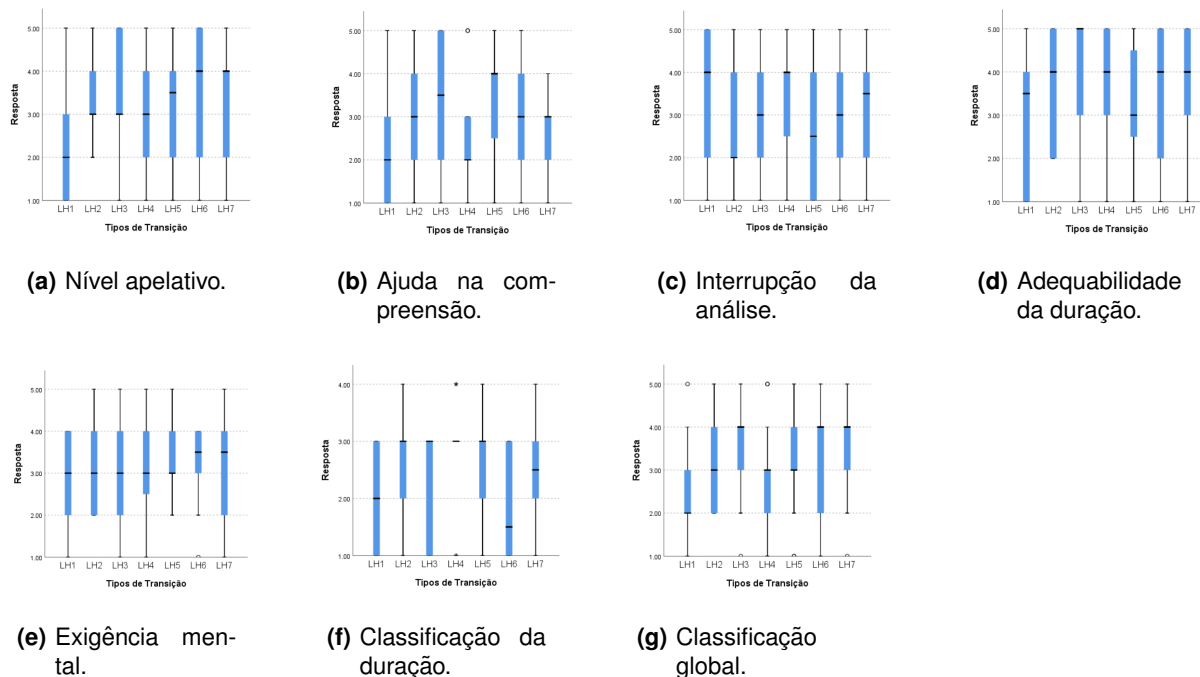 5.00
4.00
3.00
2.00
1.00
Resposta
LH1 LH2 LH3 LH4 LH5 LH6 LH7
Tipos de Transição
5.00
4.00
3.00
2.00
1.00
Resposta
LH1 LH2 LH3 LH4 LH5 LH6 LH7
Tipos de Transição
5.00
4.00
3.00
2.00
1.00
Resposta
LH1 LH2 LH3 LH4 LH5 LH6 LH7
Tipos de Transição
5.00
4.00
3.00
2.00
1.00
Resposta
LH1 LH2 LH3 LH4 LH5 LH6 LH7
Tipos de Transição
(a) Nível apelativo.
(b) Ajuda na com-
preensão.
(c) Interrupção da
análise.
(d) Adequabilidade
da duração.
5.00
4.00
3.00
2.00
1.00
Resposta
LH1 LH2 LH3 LH4 LH5 LH6 LH7
Tipos de Transição
4.00
3.00
2.00
1.00
Resposta
LH1 LH2 LH3 LH4 LH5 LH6 LH7
Tipos de Transição
5.00
4.00
3.00
2.00
1.00
Resposta
LH1 LH2 LH3 LH4 LH5 LH6 LH7
Tipos de Transição
(e) Exigência men-
tal.
(f) Classificação da
duração.
(g) Classificação
global.